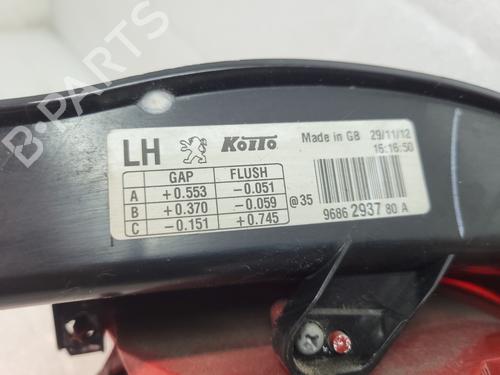 B-PARTS
LH KOITO Made in GB 29/11/12
16:16:50
GAP FLUSH
A +0.553 -0.051
B +0.370 -0.059 @35
C -0.151 +0.745
9686 2937 80 A